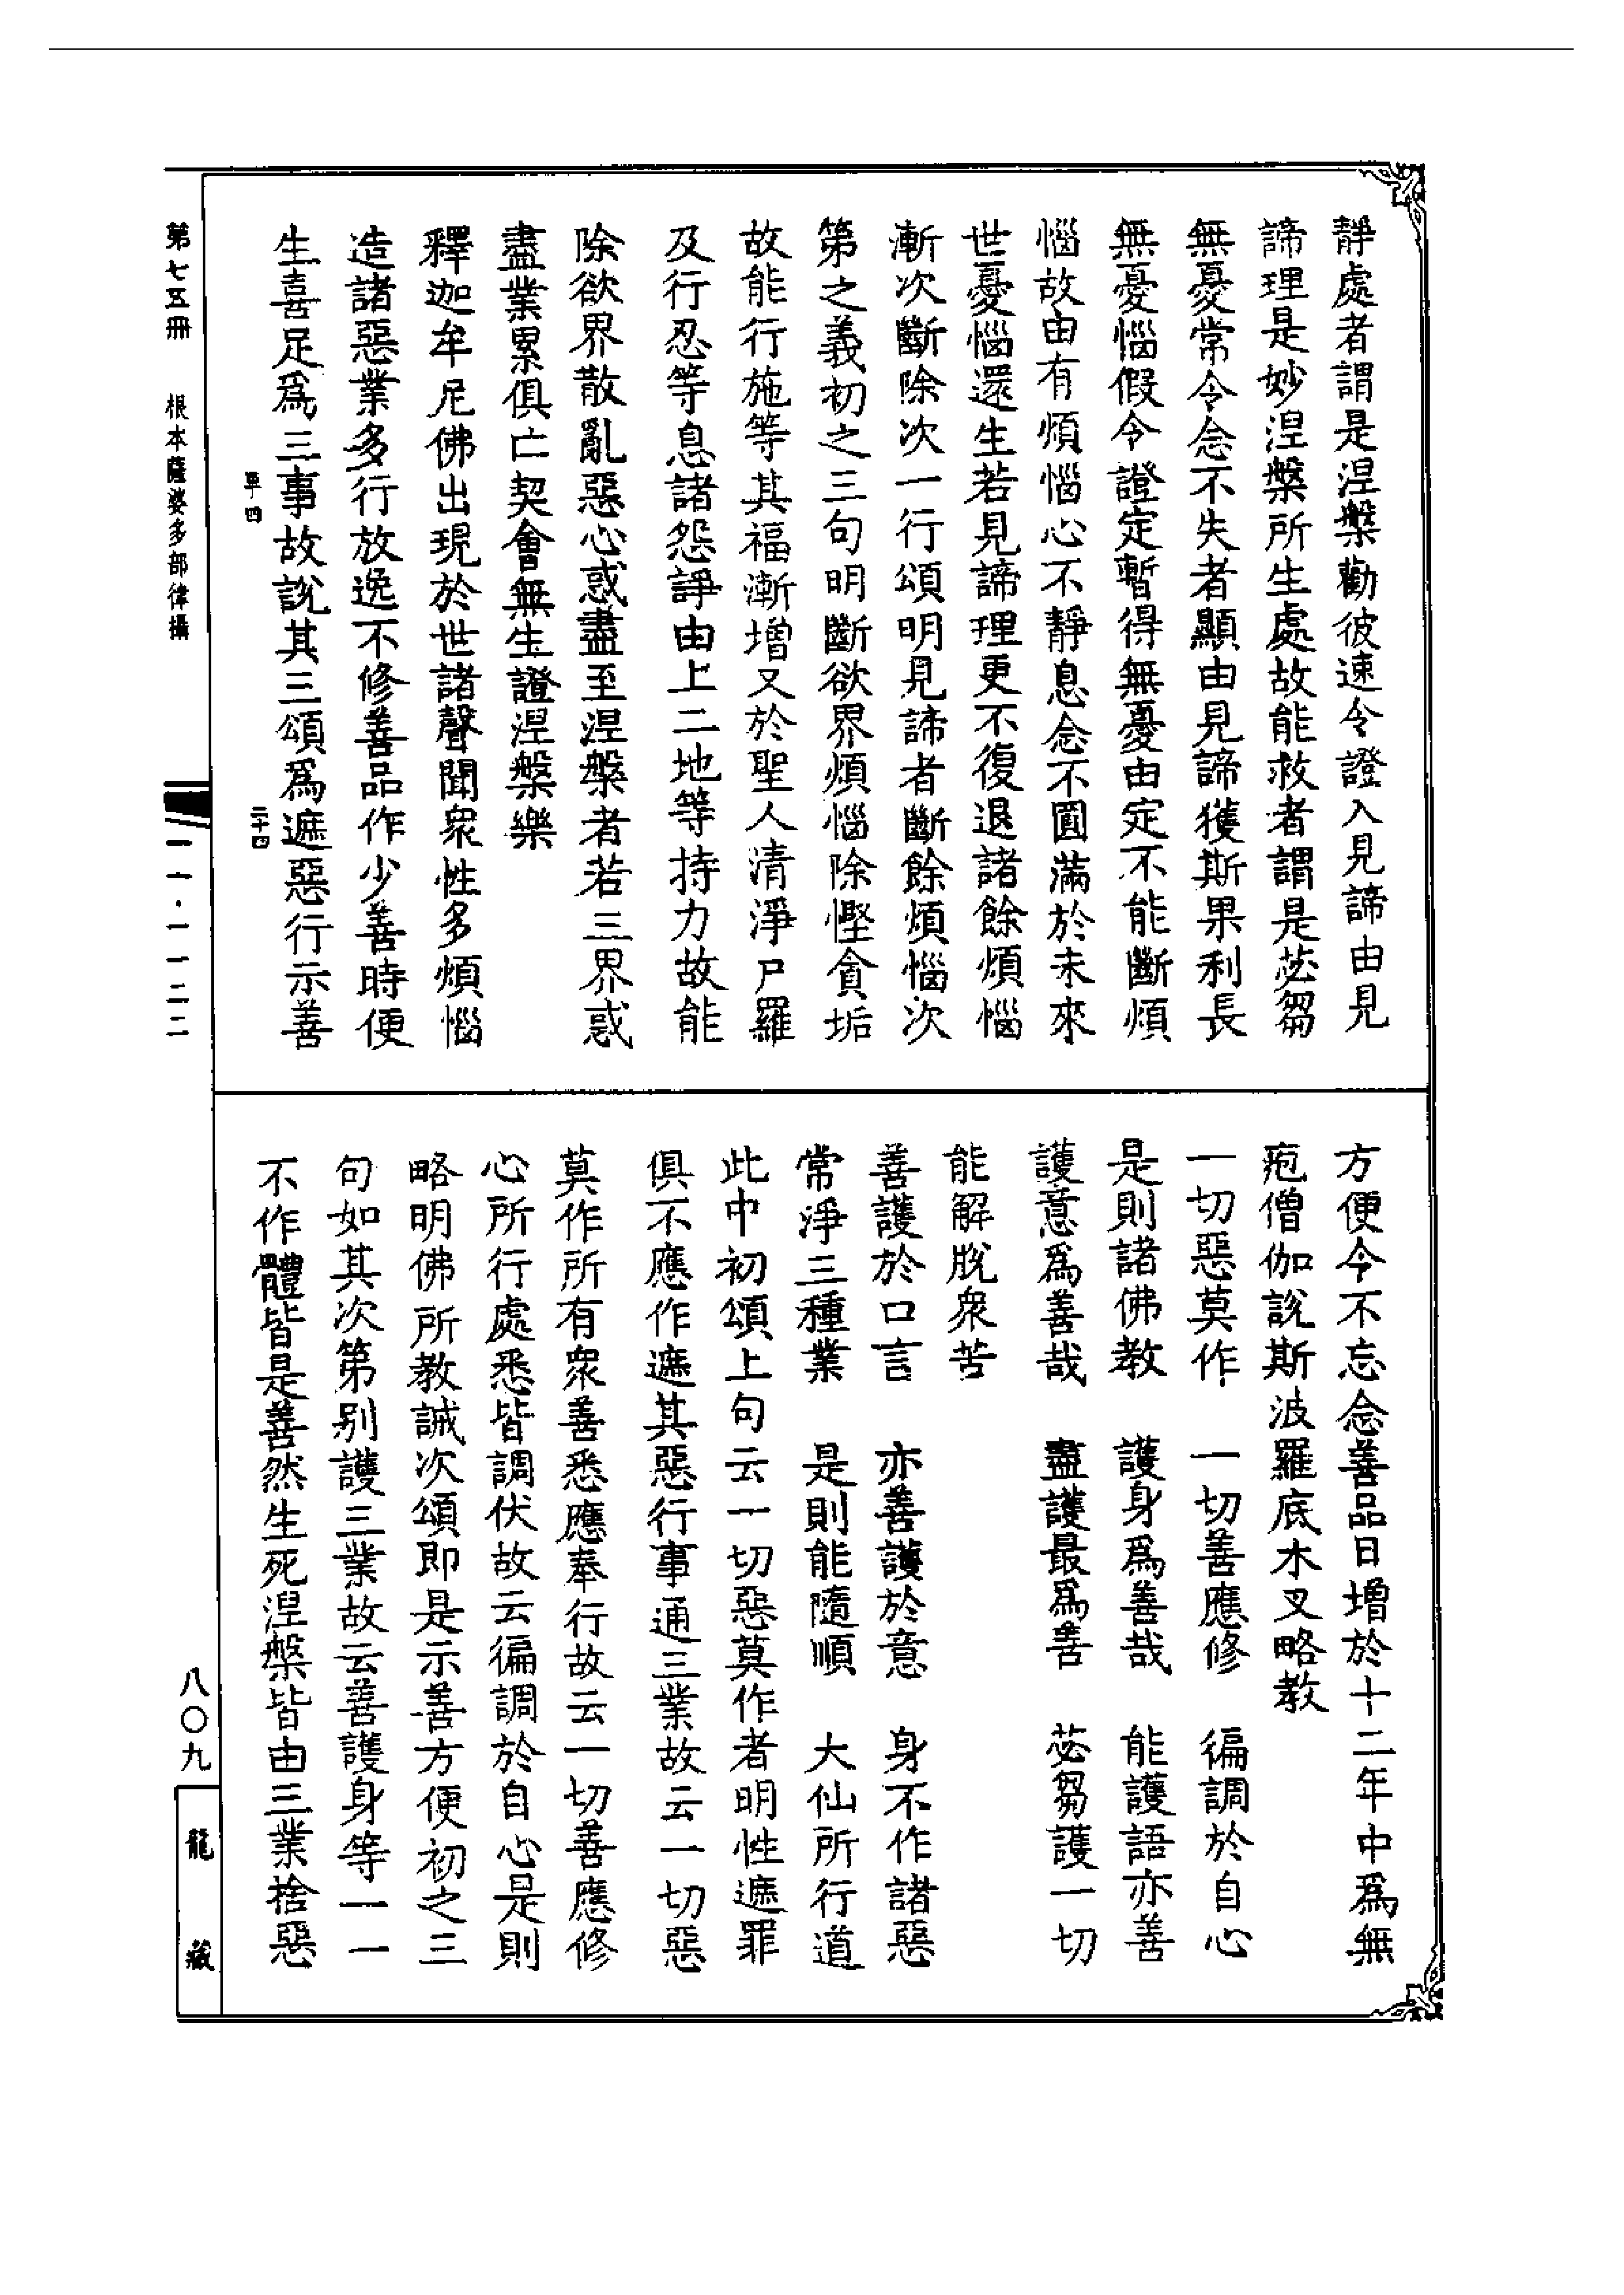 靜處者謂是涅槃勸彼速令證入見諦由見
諦理是妙涅槃所生處故能救者謂是苾芻
無憂常令念不失者顯由見諦獲斯果利長
無憂惱假令證定暫得無憂由定不能斷煩
惱故由有煩惱心不靜息念不圓滿於未來
世憂惱還生若見諦理更不復退諸餘煩惱
漸次斷除次一行頌明見諦者斷餘煩惱次
第之義初之三句明斷欲界煩惱除慳貪垢
故能行施等其福漸增又於聖人清淨尸羅
及行忍等息諸怨諍由上二地等持力故能
除欲界散亂惡心惑盡至涅槃者若三界惑
盡業累俱亡契會無生證涅槃樂
釋迦牟尼佛出現於世諸聲聞衆性多煩惱
造諸惡業多行放逸不修善品作少善時便
生喜足爲三事故說其三頌爲遮惡行示善
方便令不忘念善品日增於十二年中爲無
疱僧伽說斯波羅底木叉略教
一切惡莫作　一切善應修　徧調於自心
是則諸佛教　護身爲善哉　能護語亦善
護意爲善哉　盡護最爲善　苾芻護一切
能解脫衆苦
善護於口言　亦善護於意　身不作諸惡
常淨三種業　是則能隨順　大仙所行道
此中初頌上句云一切惡莫作者明性遮罪
俱不應作遮其惡行事通三業故云一切惡
莫作所有衆善悉應奉行故云一切善應修
心所行處悉皆調伏故云徧調於自心是則
略明佛所教誡次頌即是示善方便初之三
句如其次第別護三業故云善護身等一一
不作體皆是善然生死涅槃皆由三業捨惡
第七五冊　根本薩婆多部律攝
單四　二十四
一一·一一二二
八〇九
龍藏